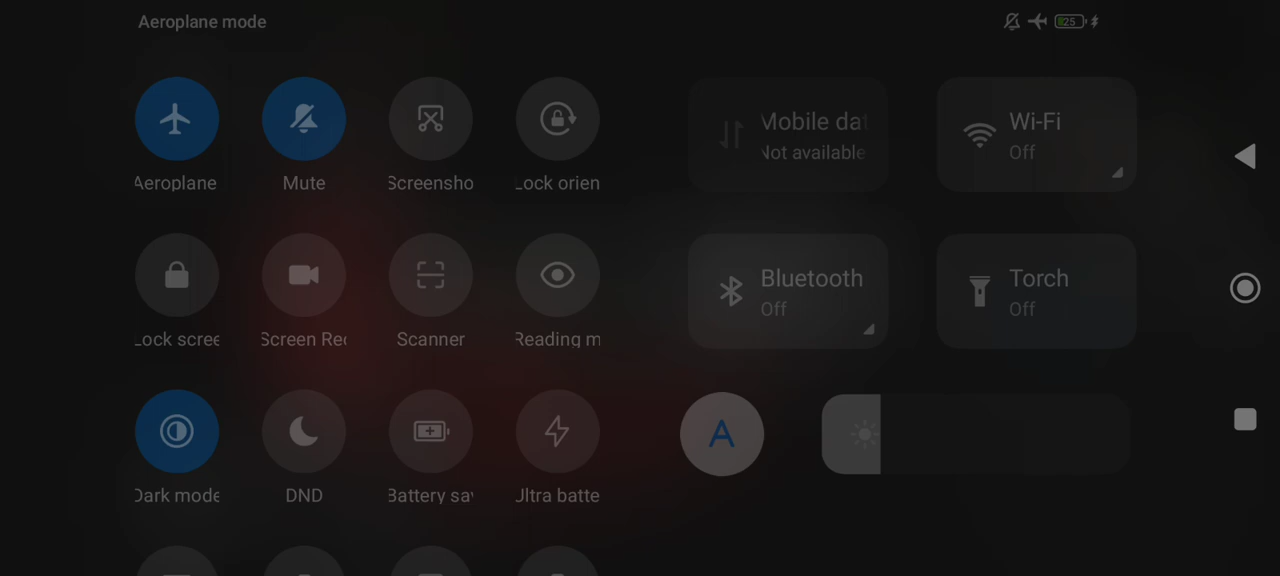 Aeroplane mode
25
Aeroplane
Mute
Screensho
Lock orien
Mobile dat
Not available
Wi-Fi
Off
Lock scree
Screen Rec
Scanner
Reading m
Bluetooth
Off
Torch
Off
Dark mode
DND
Battery sav
Ultra batte
A